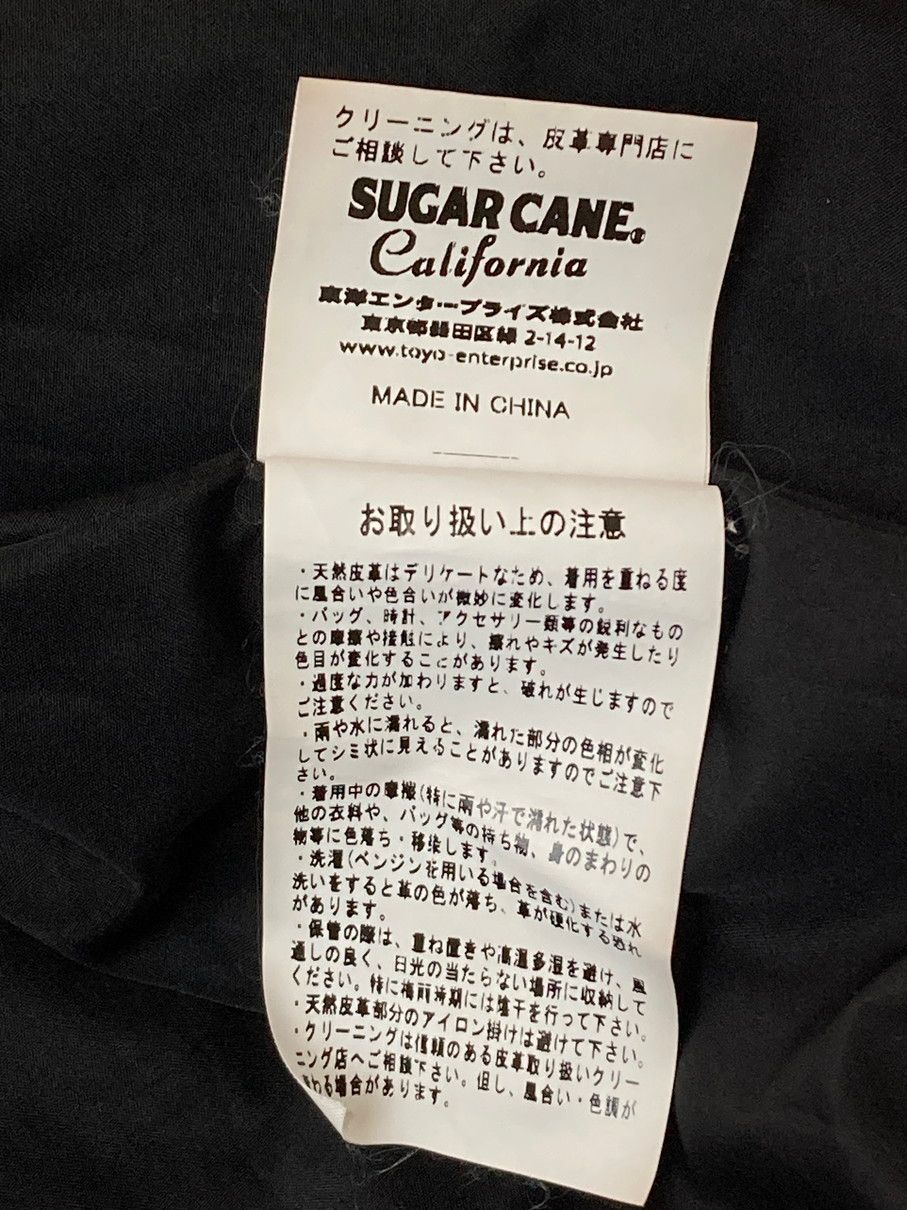 クリーニングは、皮革専門店に
ご相談して下さい。
SUGAR CANE®
California
東洋エンタープライズ株式会社
東京都墨田区緑 2-14-12
www.toyo-enterprise.co.jp
MADE IN CHINA
お取り扱い上の注意
・天然皮革はデリケートなため、着用を重ねる度
に風合いや色合いが微妙に変化します。
・バッグ、時計、アクセサリー類等の鋭利なもの
との摩擦や接触により、擦れやキズが発生したり
色目が変化することがあります。
・過度な力が加わりますと、破れが生じますので
ご注意ください。
・雨や水に濡れると、濡れた部分の色相が変化
してシミ状に見えることがありますのでご注意下
さい。
・着用中の摩擦(特に雨や汗で濡れた状態)で、
他の衣料や、バッグ等の持ち物、身のまわりの
物等に色落ち・移染します。
・洗濯(ベンジンを用いる場合を含む)または水
洗いをすると革の色が落ち、革が硬化する恐れ
があります。
・保管の際は、重ね置きや高温多湿を避け、風
通しの良く、日光の当たらない場所に収納して
ください。特に梅雨時期には陰干を行って下さい。
・天然皮革部分のアイロン掛けは避けて下さい。
・クリーニングは信頼のある皮革取り扱いクリー
ニング店へご相談下さい。但し、風合い・色調が
変わる場合があります。